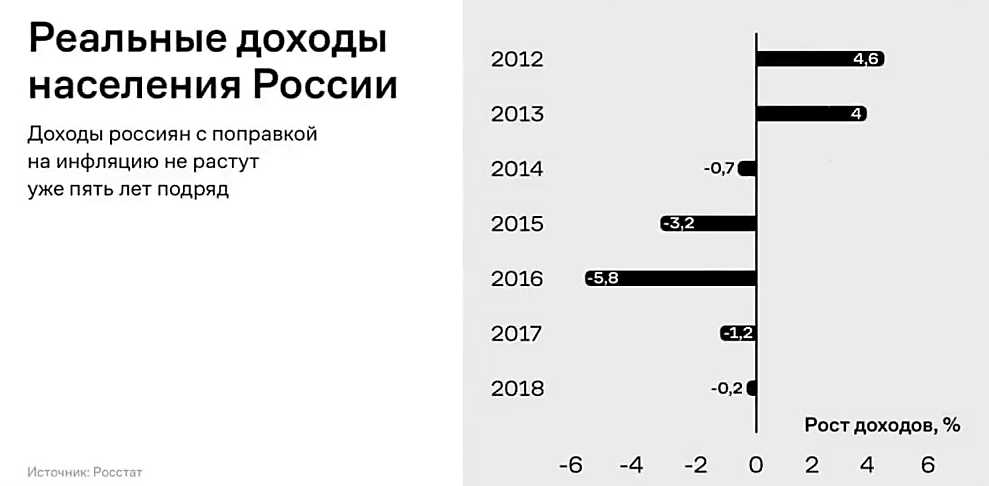 Реальные доходы
населения России
Доходы россиян с поправкой
на инфляцию не растут
уже пять лет подряд
2012 4,6
2013 4
2014 -0,7
2015 -3,2
2016 -5,8
2017 -1,2
2018 -0,2
Рост доходов, %
-6 -4 -2 0 2 4 6
Источник: Росстат